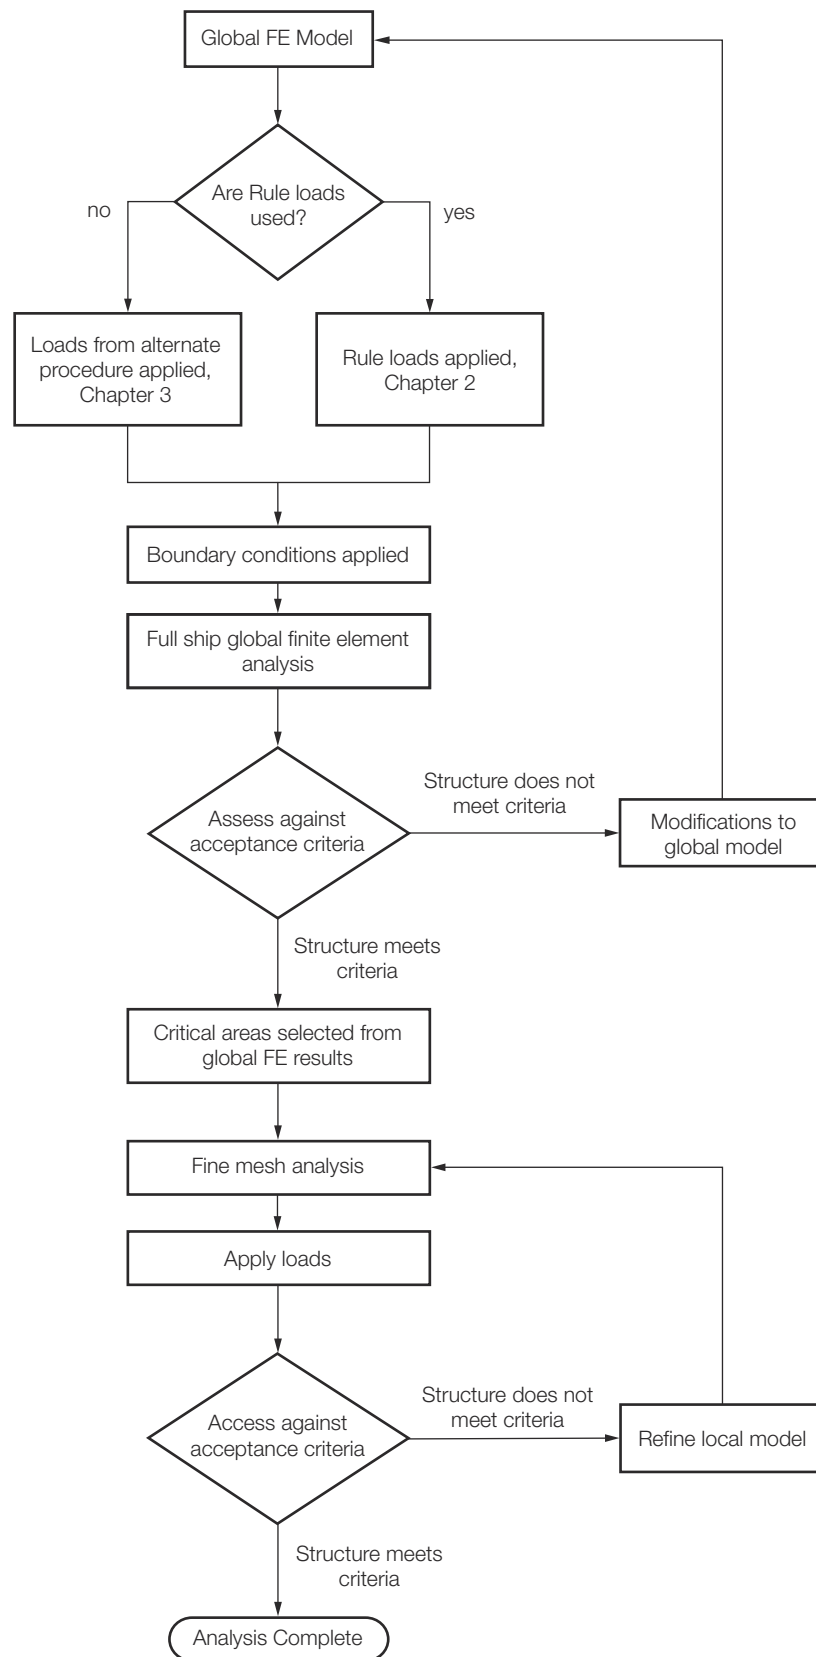 Global FE Model
Are Rule loads
used?
no
yes
Loads from alternate
procedure applied,
Chapter 3
Rule loads applied,
Chapter 2
Boundary conditions applied
Full ship global finite element
analysis
Structure does not
meet criteria
Assess against
acceptance criteria
Modifications to
global model
Structure meets
criteria
Critical areas selected from
global FE results
Fine mesh analysis
Apply loads
Structure does not
meet criteria
Access against
acceptance criteria
Refine local model
Structure meets
criteria
Analysis Complete